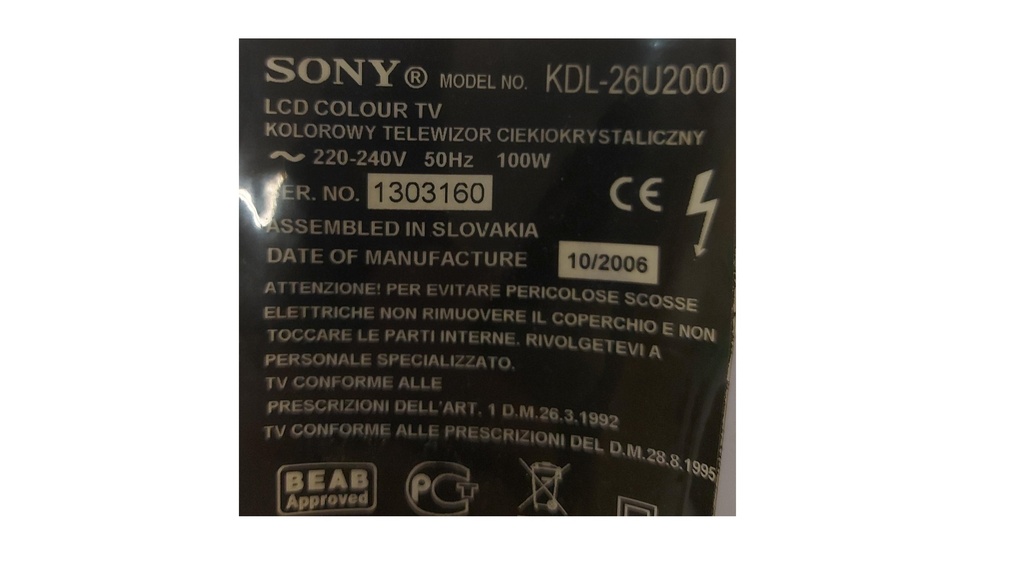 SONY® MODEL NO. KDL-26U2000
LCD COLOUR TV
KOLOROWY TELEWIZOR CIEKIOKRYSTALICZNY
~ 220-240V 50Hz 100W
SER. NO. 1303160
ASSEMBLED IN SLOVAKIA
DATE OF MANUFACTURE 10/2006
ATTENZIONE! PER EVITARE PERICOLOSE SCOSSE
ELETTRICHE NON RIMUOVERE IL COPERCHIO E NON
TOCCARE LE PARTI INTERNE. RIVOLGETEVI A
PERSONALE SPECIALIZZATO.
TV CONFORME ALLE
PRESCRIZIONI DELL'ART. 1 D.M.26.3.1992
TV CONFORME ALLE PRESCRIZIONI DEL D.M.28.8.1995
CE
BEAB
Approved
PCT